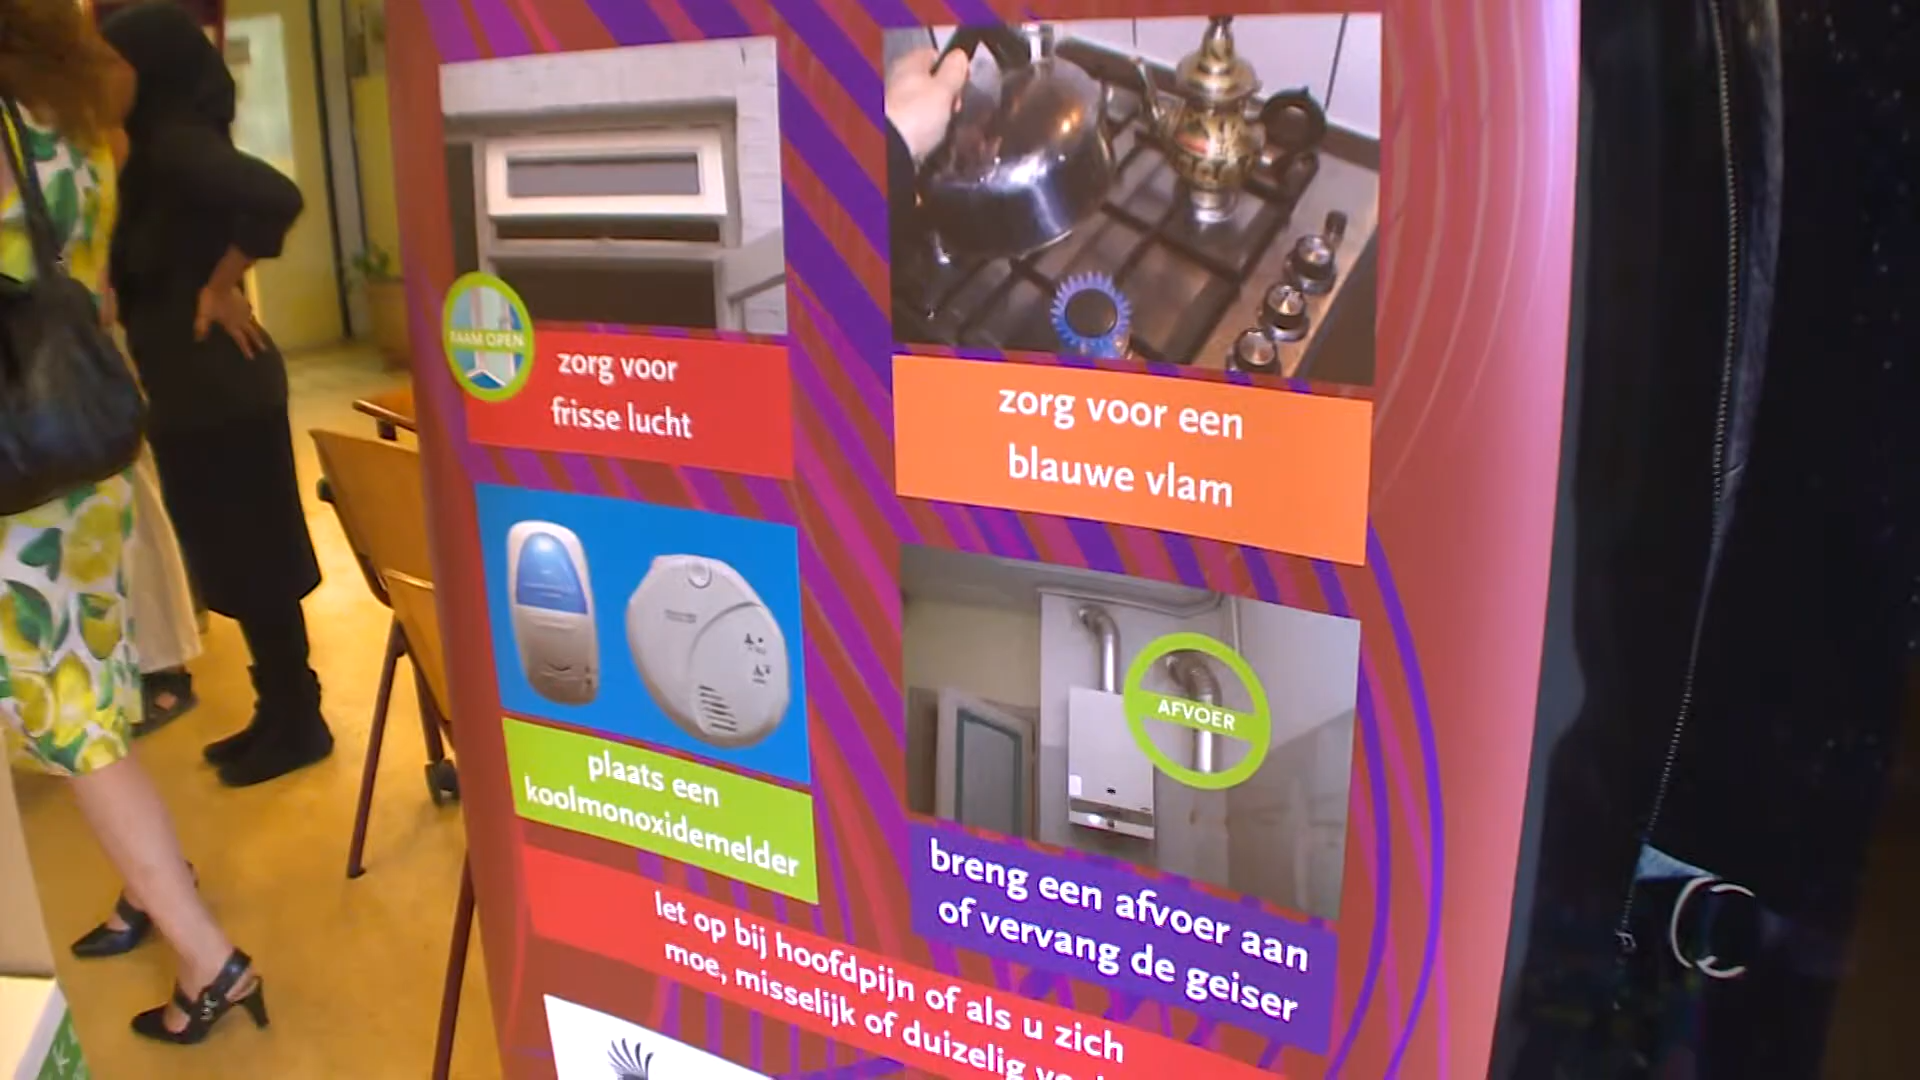 RAAM OPEN
zorg voor
frisse lucht
zorg voor een
blauwe vlam
plaats een
koolmonoxidemelder
AFVOER
breng een afvoer aan
of vervang de geiser
let op bij hoofdpijn of als u zich
moe, misselijk of duizelig